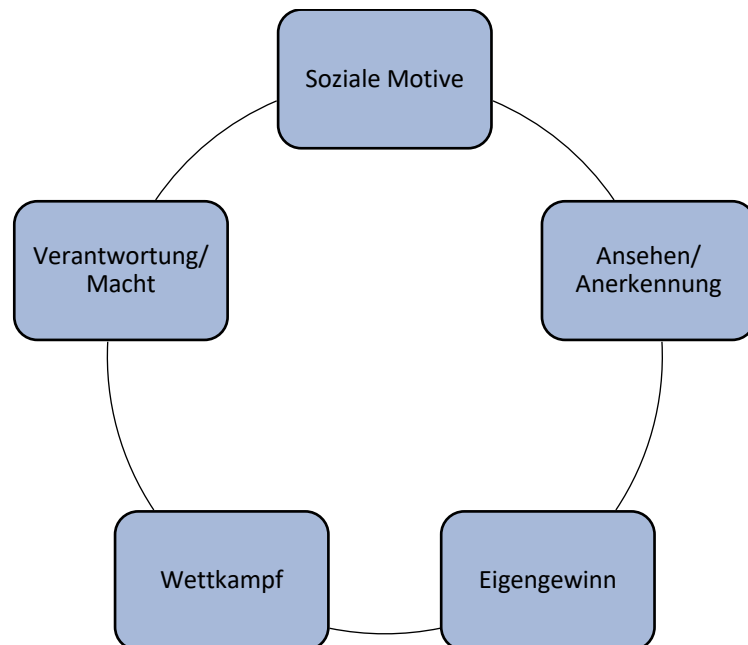 Soziale Motive
Ansehen/
Anerkennung
Eigengewinn
Wettkampf
Verantwortung/
Macht